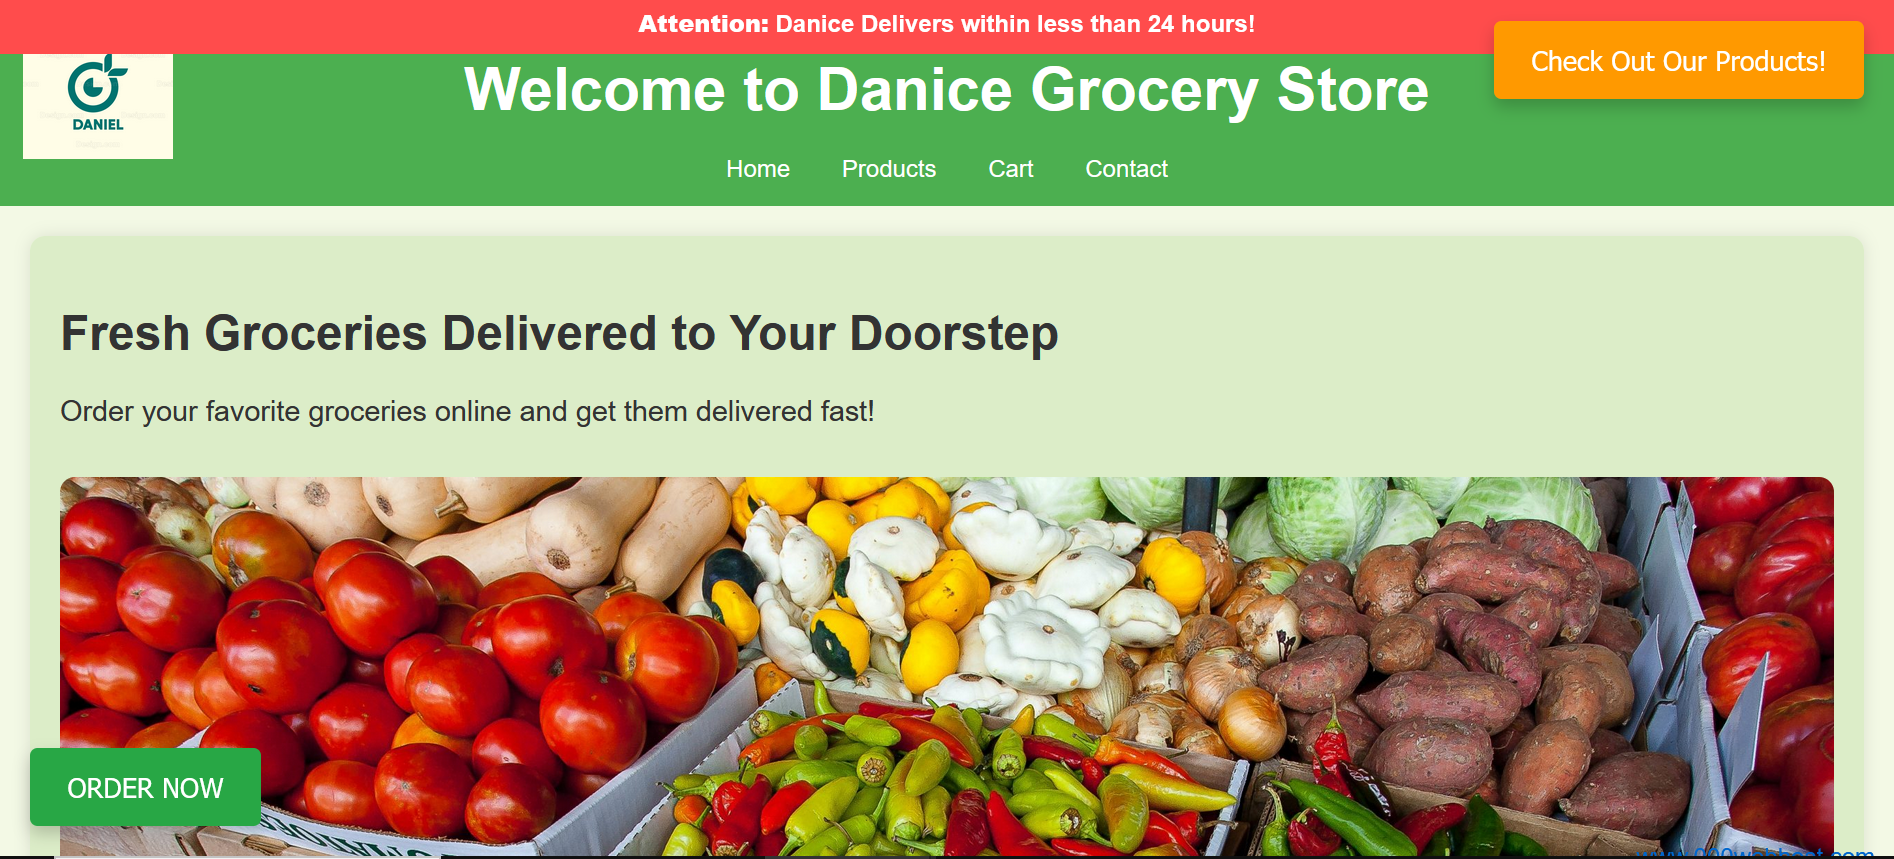 Attention: Danice Delivers within less than 24 hours!
Check Out Our Products!
DANIEL
Welcome to Danice Grocery Store
Home Products Cart Contact
Fresh Groceries Delivered to Your Doorstep
Order your favorite groceries online and get them delivered fast!
ORDER NOW